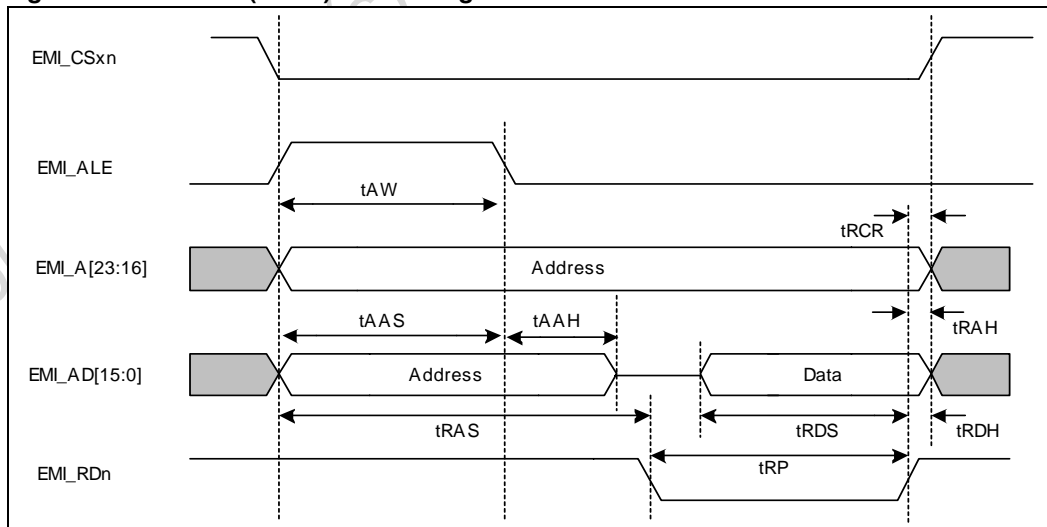 EMI_CSxn
EMI_ALE
tAW
tRCR
EMI_A[23:16]
Address
tAAS
tAAH
tRAH
EMI_AD[15:0]
Address
Data
tRAS
tRDS
tRDH
EMI_RDn
tRP